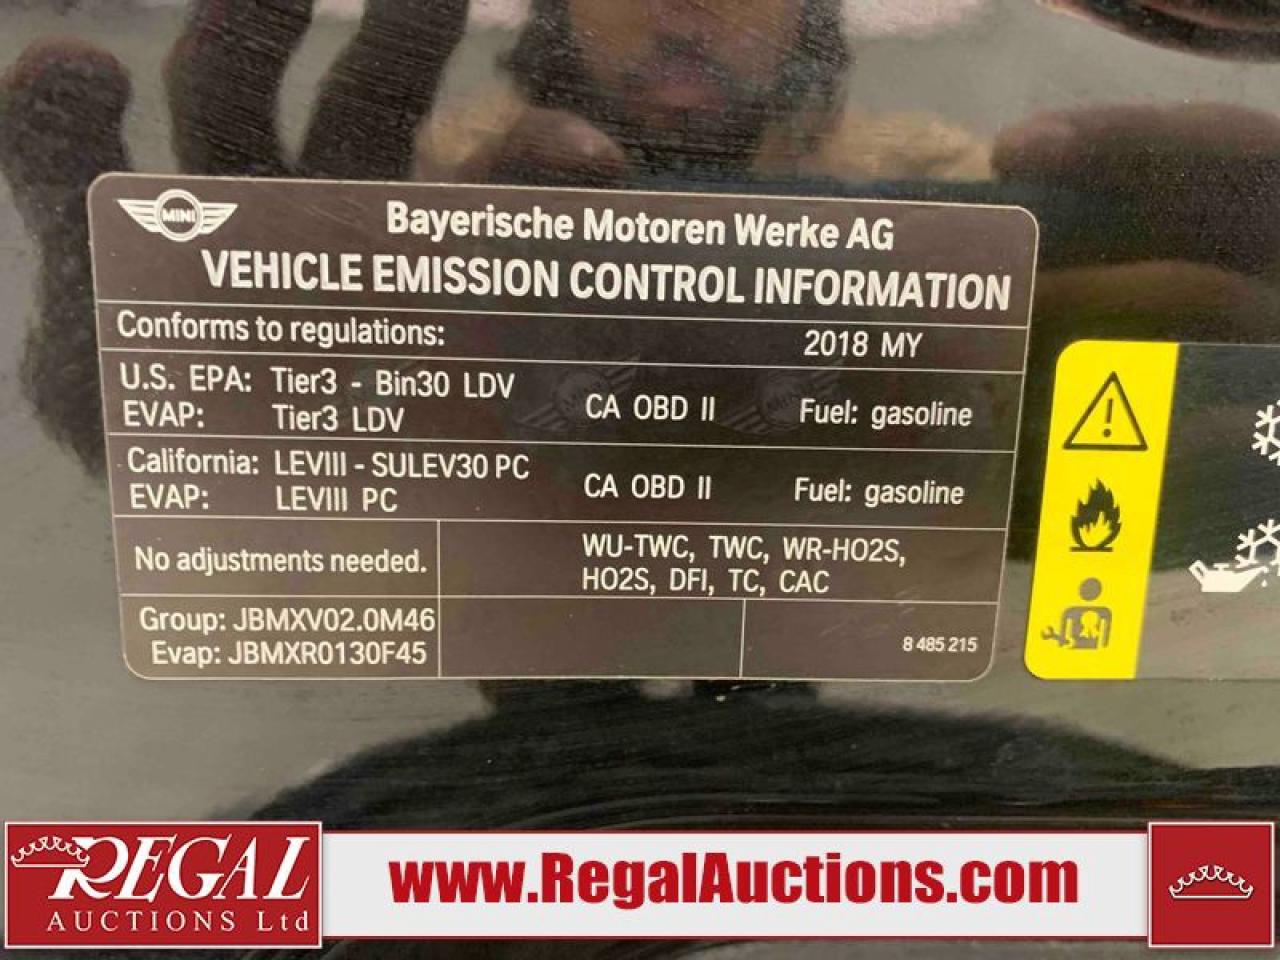 MINI
Bayerische Motoren Werke AG
VEHICLE EMISSION CONTROL INFORMATION
Conforms to regulations: 2018 MY
U.S. EPA: Tier3 - Bin30 LDV
EVAP: Tier3 LDV
CA OBD II Fuel: gasoline
California: LEVIII - SULEV30 PC
EVAP: LEVIII PC
CA OBD II Fuel: gasoline
No adjustments needed.
WU-TWC, TWC, WR-HO2S,
HO2S, DFI, TC, CAC
Group: JBMXV02.0M46
Evap: JBMXR0130F45
8 485 215
REGAL
AUCTIONS Ltd
www.RegalAuctions.com